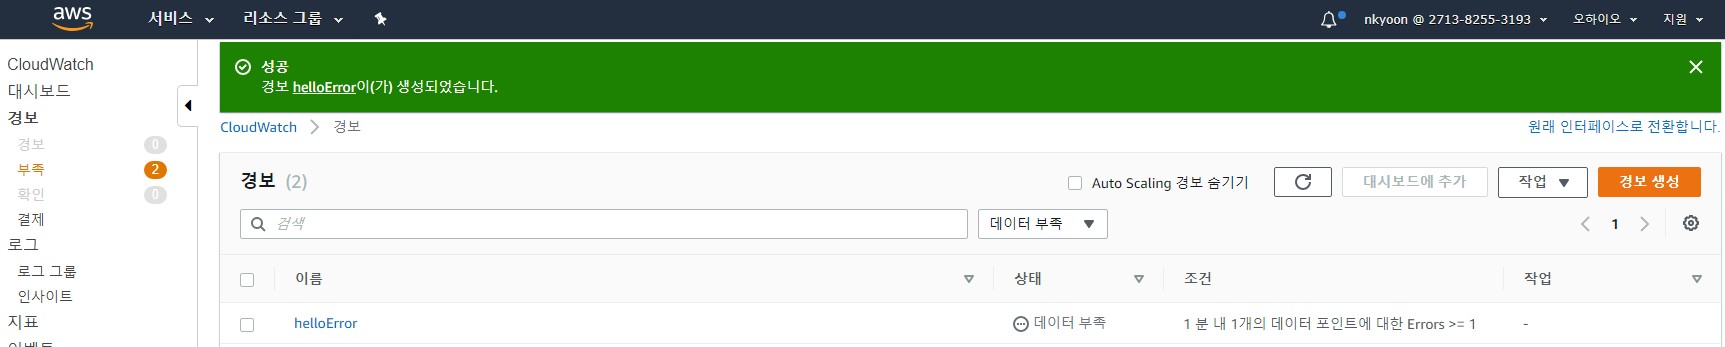 aws 서비스 리소스 그룹 nkyoon @ 2713-8255-3193 오하이오 지원
CloudWatch
대시보드
경보
경보 0
부족 2
확인 0
결제
로그
로그 그룹
인사이트
지표
이벤트
성공
경보 helloError이(가) 생성되었습니다.
CloudWatch 경보 원래 인터페이스로 전환합니다.
경보 (2) Auto Scaling 경보 숨기기 대시보드에 추가 작업 경보 생성
검색 데이터 부족 1
이름 상태 조건 작업
helloError 데이터 부족 1 분 내 1개의 데이터 포인트에 대한 Errors >= 1 -